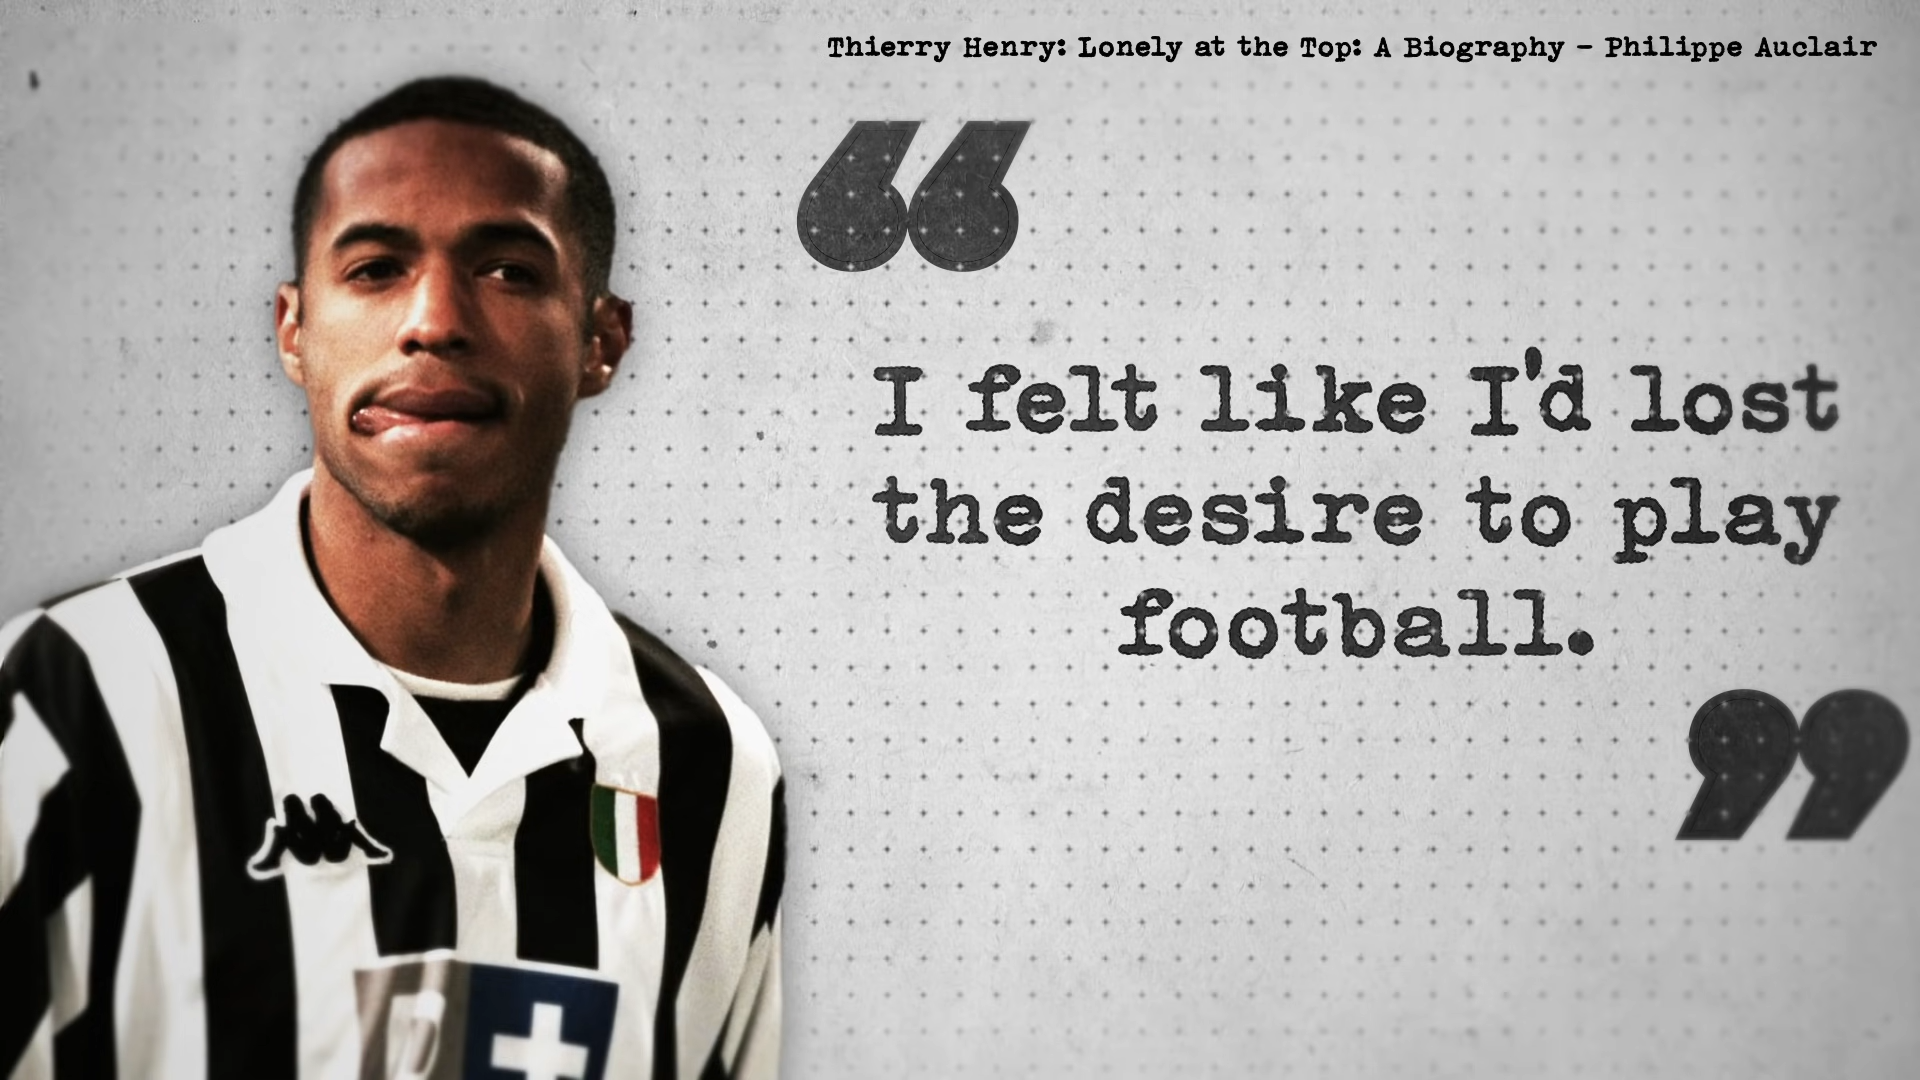 Thierry Henry: Lonely at the Top: A Biography - Philippe Auclair
“
I felt like I'd lost
the desire to play
football.
”